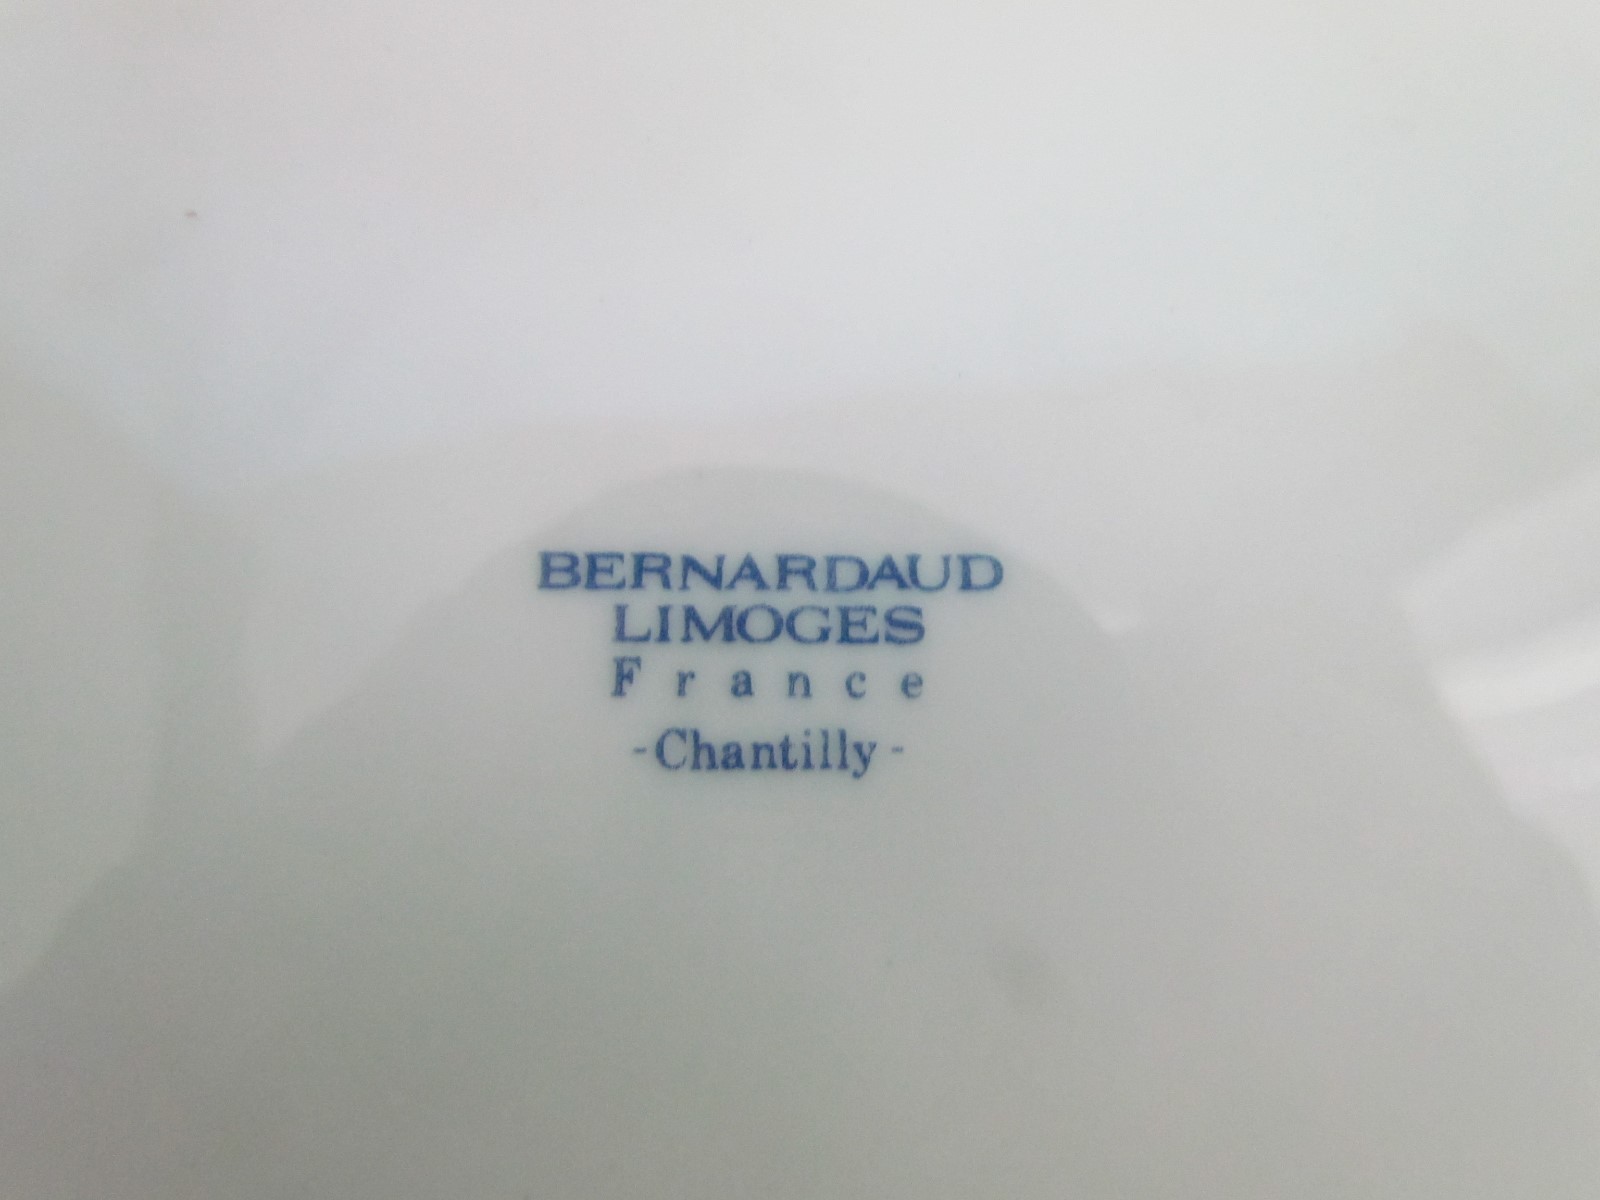 BERNARDAUD
LIMOGES
France
-Chantilly-